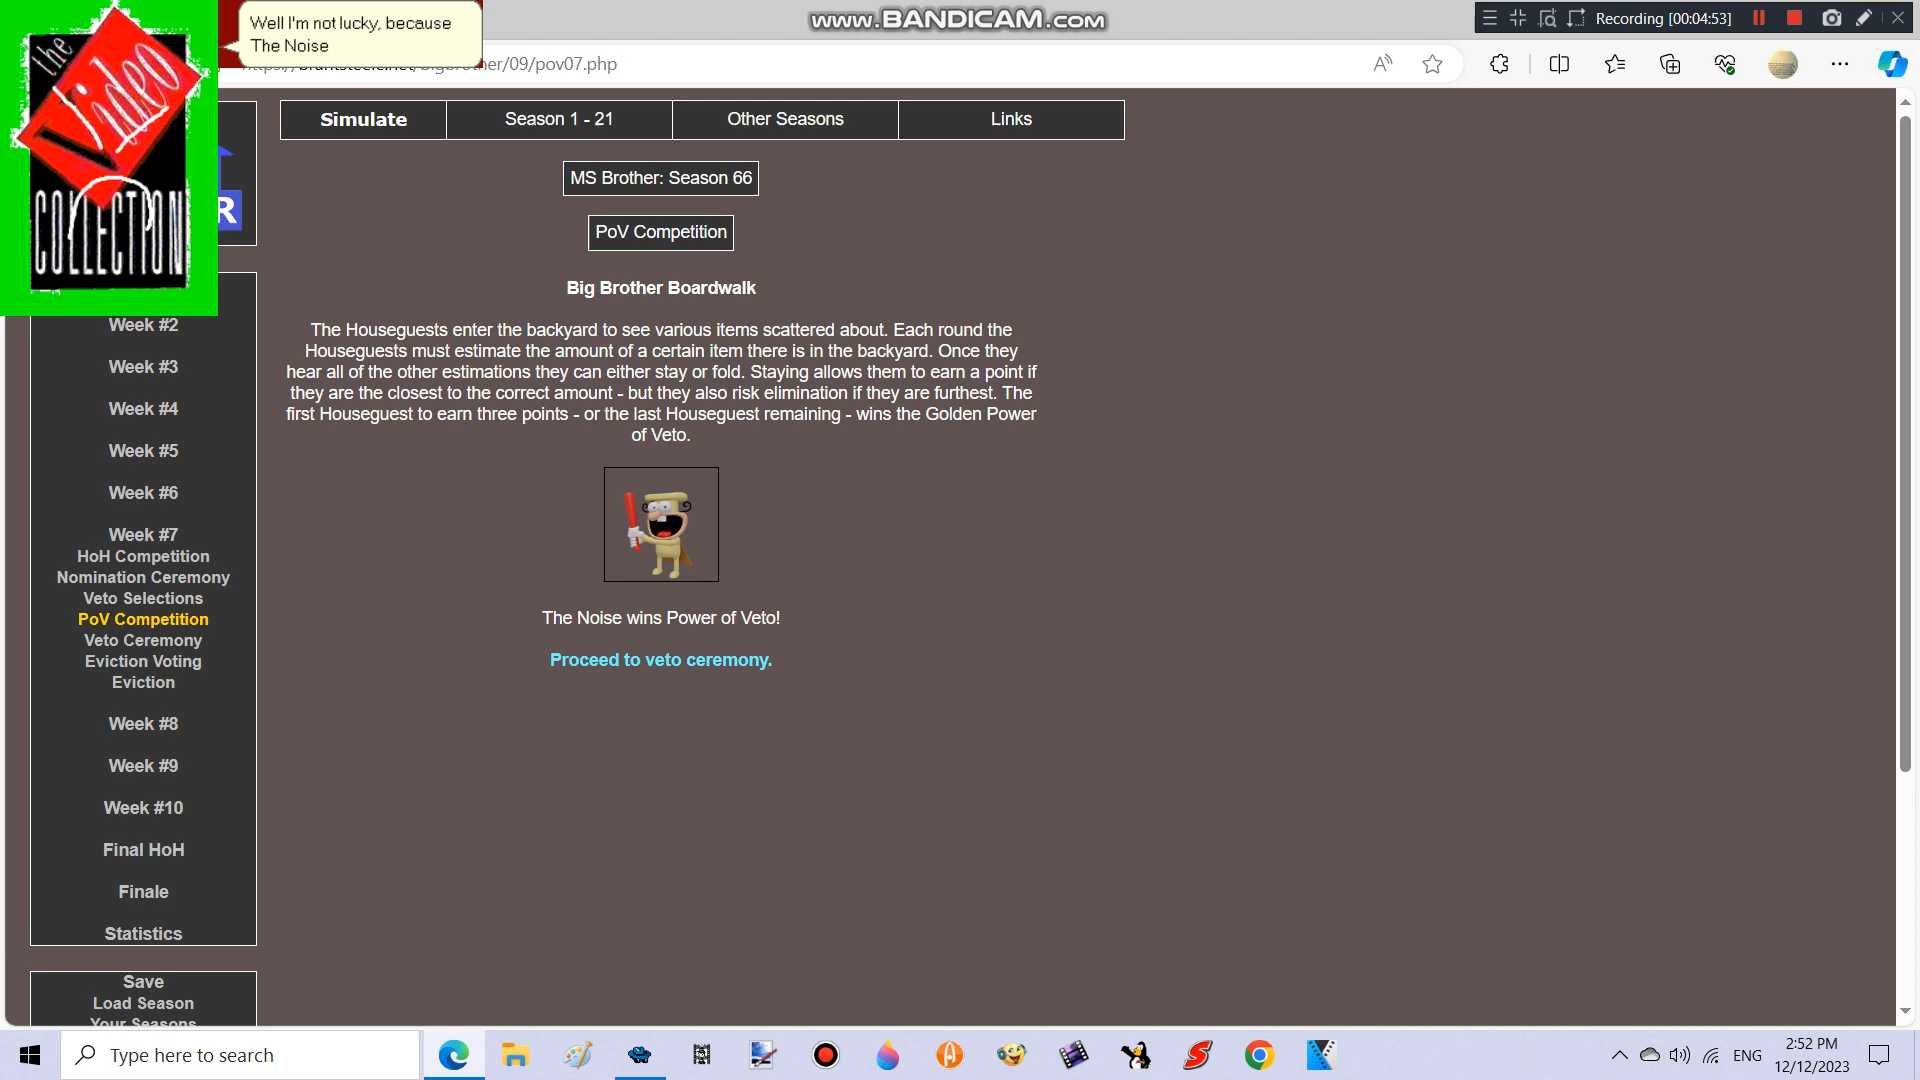 Well I'm not lucky, because
The Noise
www.BANDICAM.com
Recording [00:04:53]
/09/pov07.php
the
Video
COLLECTION
R
Simulate
Season 1 - 21
Other Seasons
Links
MS Brother: Season 66
PoV Competition
Big Brother Boardwalk
The Houseguests enter the backyard to see various items scattered about. Each round the
Houseguests must estimate the amount of a certain item there is in the backyard. Once they
hear all of the other estimations they can either stay or fold. Staying allows them to earn a point if
they are the closest to the correct amount - but they also risk elimination if they are furthest. The
first Houseguest to earn three points - or the last Houseguest remaining - wins the Golden Power
of Veto.
The Noise wins Power of Veto!
Proceed to veto ceremony.
Week #2
Week #3
Week #4
Week #5
Week #6
Week #7
HoH Competition
Nomination Ceremony
Veto Selections
PoV Competition
Veto Ceremony
Eviction Voting
Eviction
Week #8
Week #9
Week #10
Final HoH
Finale
Statistics
Save
Load Season
Your Seasons
Type here to search
ENG
2:52 PM
12/12/2023